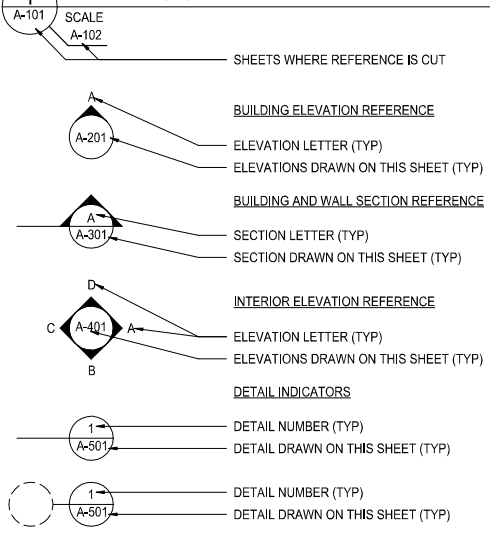 A-101
SCALE
A-102
SHEETS WHERE REFERENCE IS CUT
A
BUILDING ELEVATION REFERENCE
A-201
ELEVATION LETTER (TYP)
ELEVATIONS DRAWN ON THIS SHEET (TYP)
BUILDING AND WALL SECTION REFERENCE
A
SECTION LETTER (TYP)
A-301
SECTION DRAWN ON THIS SHEET (TYP)
D
INTERIOR ELEVATION REFERENCE
C A-401 A
ELEVATION LETTER (TYP)
ELEVATIONS DRAWN ON THIS SHEET (TYP)
B
DETAIL INDICATORS
1
DETAIL NUMBER (TYP)
A-501
DETAIL DRAWN ON THIS SHEET (TYP)
1
DETAIL NUMBER (TYP)
A-501
DETAIL DRAWN ON THIS SHEET (TYP)